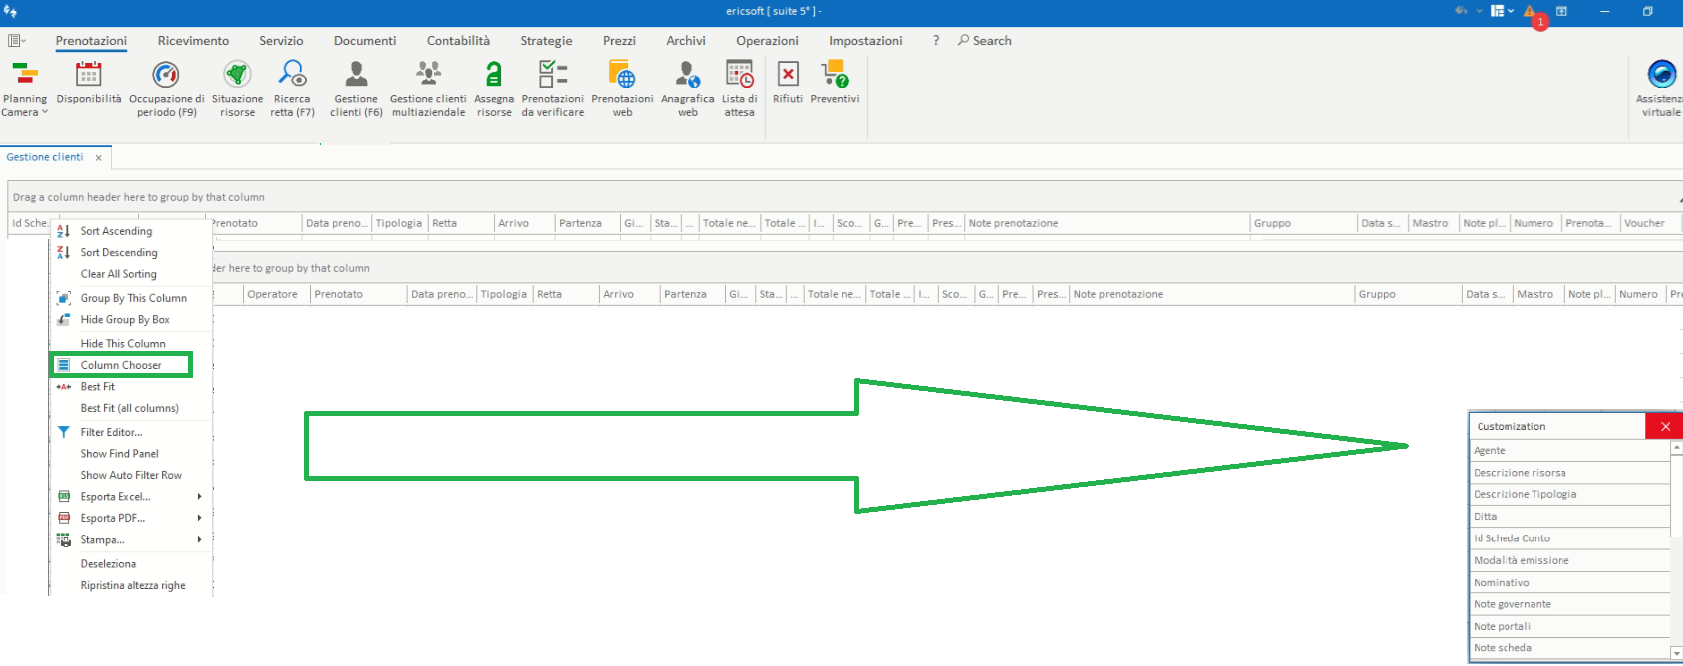 ericsoft [ suite 5* ] -
1
Prenotazioni Ricevimento Servizio Documenti Contabilità Strategie Prezzi Archivi Operazioni Impostazioni ? Search
Planning Camera
Disponibilità
Occupazione di periodo (F9)
Situazione risorse
Ricerca retta (F7)
Gestione clienti (F6)
Gestione clienti multiaziendale
Assegna risorse
Prenotazioni da verificare
Prenotazioni web
Anagrafica web
Lista di attesa
Rifiuti
Preventivi
Assistenz
virtuale
Gestione clienti ×
Drag a column header here to group by that column
Id Sche. Prenotato Data preno... Tipologia Retta Arrivo Partenza Gi... Sta... ... Totale ne... Totale ... I... Sco... G... Pre... Pres... Note prenotazione Gruppo Data s... Mastro Note pl... Numero Prenota... Voucher
der here to group by that column
Operatore Prenotato Data preno... Tipologia Retta Arrivo Partenza Gi... Sta... ... Totale ne... Totale ... I... Sco... G... Pre... Pres... Note prenotazione Gruppo Data s... Mastro Note pl... Numero Pre
Sort Ascending
Sort Descending
Clear All Sorting
Group By This Column
Hide Group By Box
Hide This Column
Column Chooser
Best Fit
Best Fit (all columns)
Filter Editor...
Show Find Panel
Show Auto Filter Row
Esporta Excel...
Esporta PDF...
Stampa...
Deseleziona
Ripristina altezza righe
Customization
Agente
Descrizione risorsa
Descrizione Tipologia
Ditta
Id Scheda Conto
Modalità emissione
Nominativo
Note governante
Note portali
Note scheda